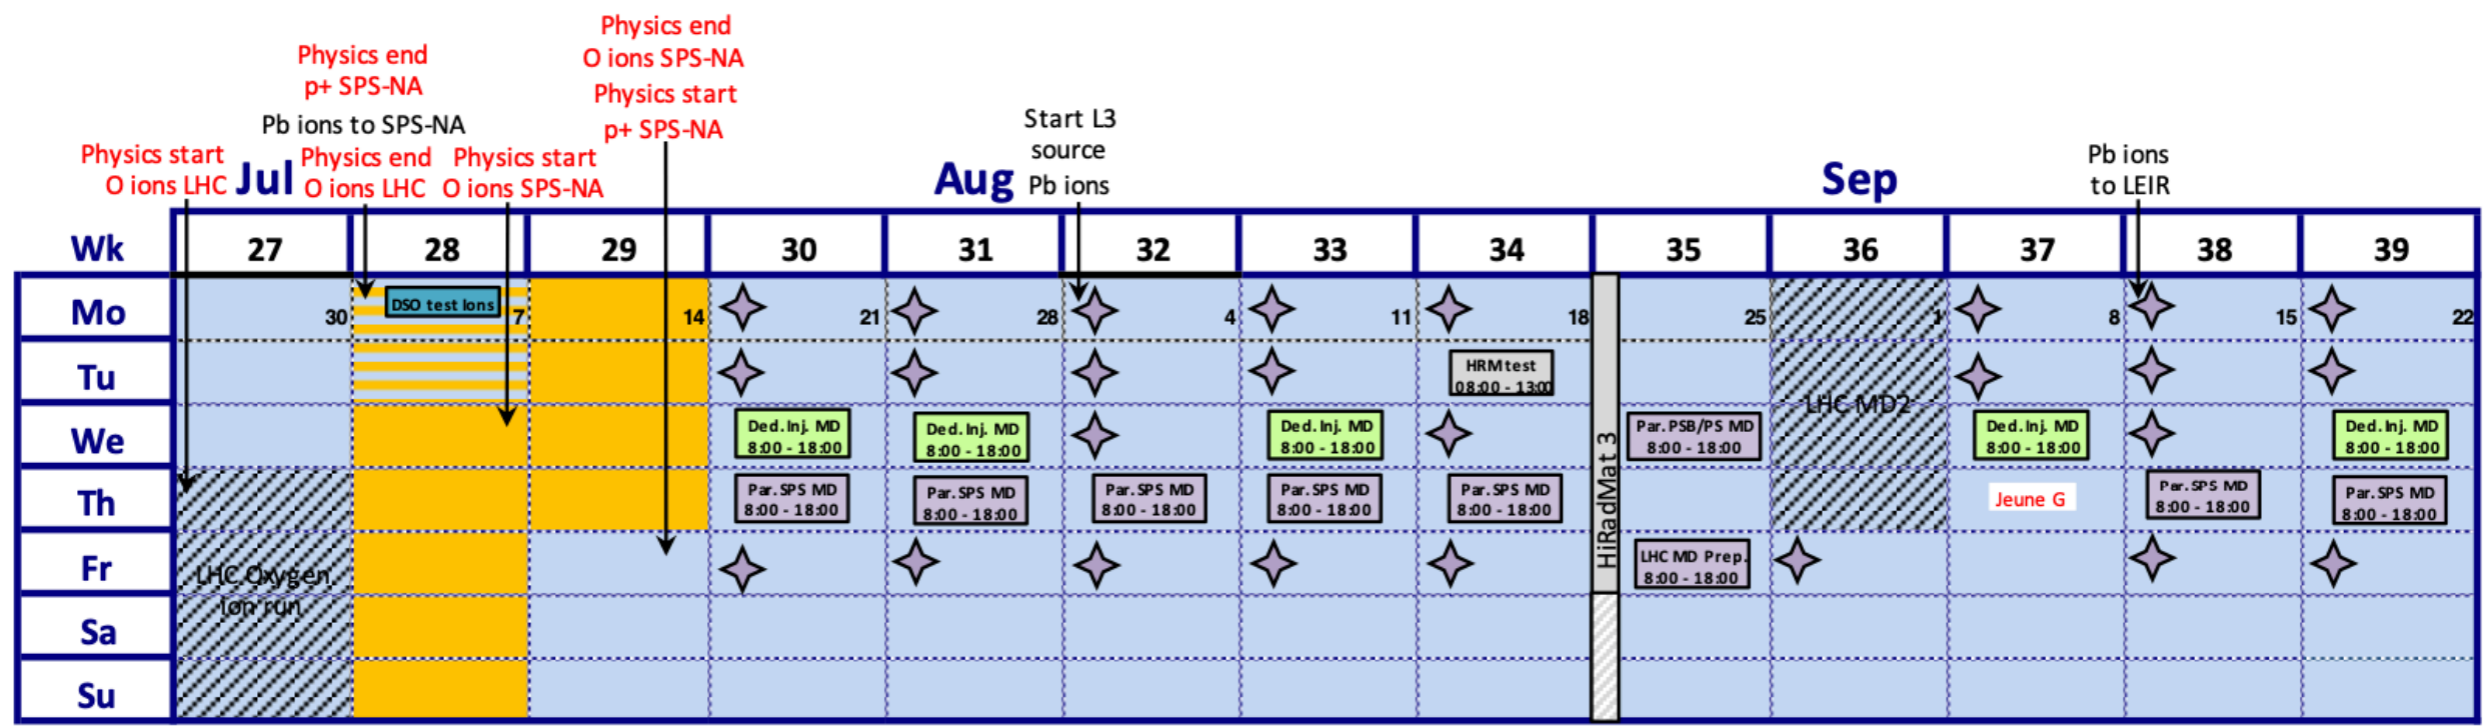 Physics end
O ions SPS-NA
Physics end
p+ SPS-NA
Physics start
p+ SPS-NA
Pb ions to SPS-NA
Start L3
source
Pb ions
Physics start
O ions LHC
Jul
Physics end
O ions LHC
Physics start
O ions SPS-NA
Aug
Sep
Pb ions
to LEIR
Wk 27 28 29 30 31 32 33 34 35 36 37 38 39
Mo 30 7 14 21 28 4 11 18 25 1 8 15 22
DSO test Ions
Tu
HRM test
08:00 - 13:00
We
Ded. Inj. MD
8:00 - 18:00
Ded. Inj. MD
8:00 - 18:00
Ded. Inj. MD
8:00 - 18:00
Par. PSB/PS MD
8:00 - 18:00
LHC MD2
Ded. Inj. MD
8:00 - 18:00
Ded. Inj. MD
8:00 - 18:00
Th
Par. SPS MD
8:00 - 18:00
Par. SPS MD
8:00 - 18:00
Par. SPS MD
8:00 - 18:00
Par. SPS MD
8:00 - 18:00
Par. SPS MD
8:00 - 18:00
HiRadMat 3
Jeune G
Par. SPS MD
8:00 - 18:00
Par. SPS MD
8:00 - 18:00
Fr
LHC Oxygen
ion run
LHC MD Prep.
8:00 - 18:00
Sa
Su